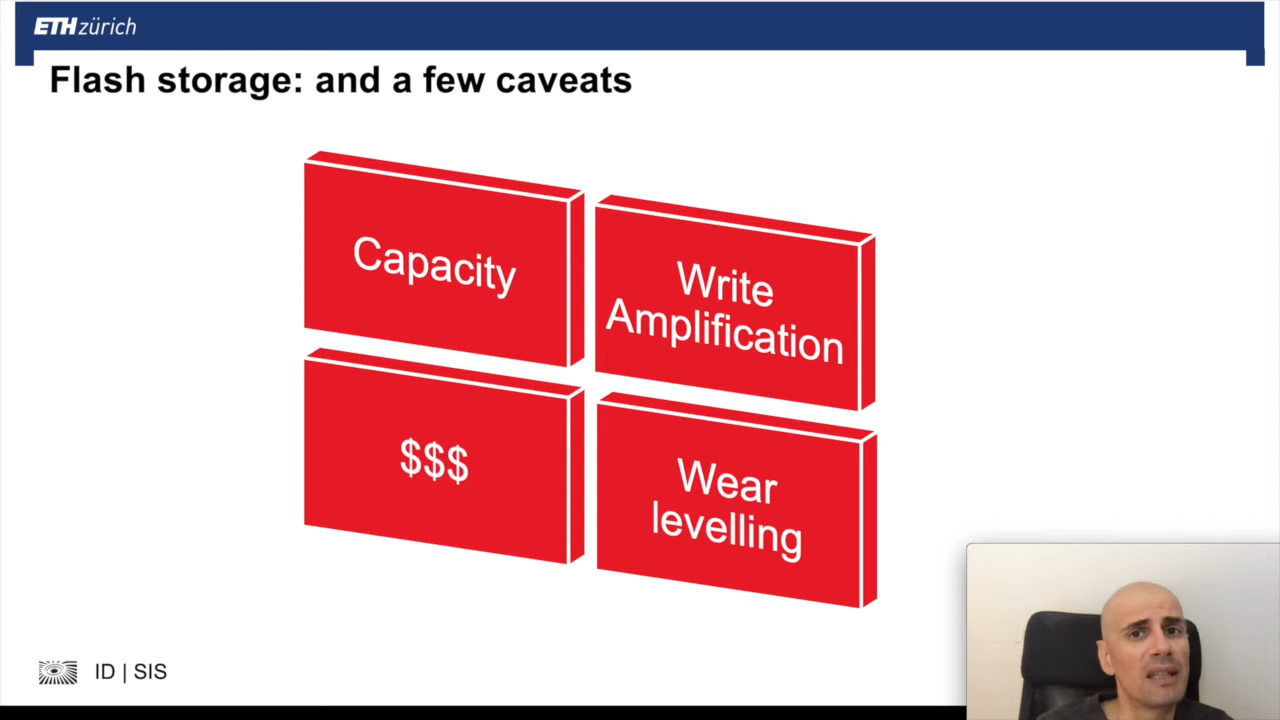 ETH zürich
Flash storage: and a few caveats
Capacity
Write
Amplification
$$$
Wear
levelling
ID | SIS